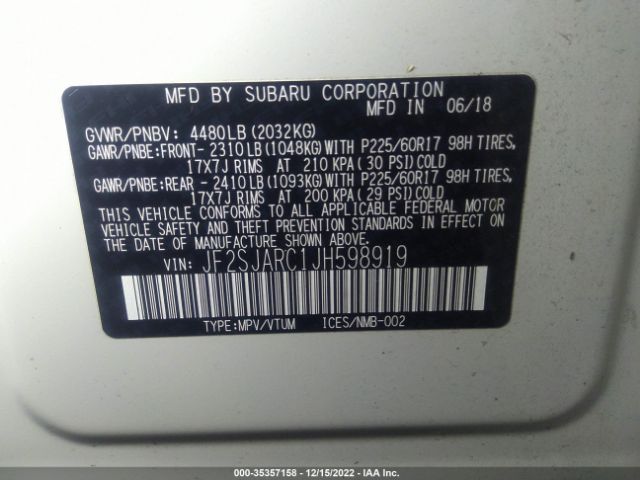 MFD BY SUBARU CORPORATION
MFD IN 06/18
GVWR/PNBV: 4480LB (2032KG)
GAWR/PNBE:FRONT- 2310LB (1048KG) WITH P225/60R17 98H TIRES,
17X7J RIMS AT 210 KPA (30 PSI) COLD
GAWR/PNBE:REAR - 2410LB (1093KG) WITH P225/60R17 98H TIRES,
17X7J RIMS AT 200 KPA (29 PSI) COLD
THIS VEHICLE CONFORMS TO ALL APPLICABLE FEDERAL MOTOR
VEHICLE SAFETY, BUMPER, AND THEFT PREVENTION STANDARDS IN EFFECT ON
THE DATE OF MANUFACTURE SHOWN ABOVE.
VIN: JF2SJARC1JH598919
TYPE:MPV/VTUM ICES/NMB-002
000-35357158 - 12/15/2022 - IAA Inc.